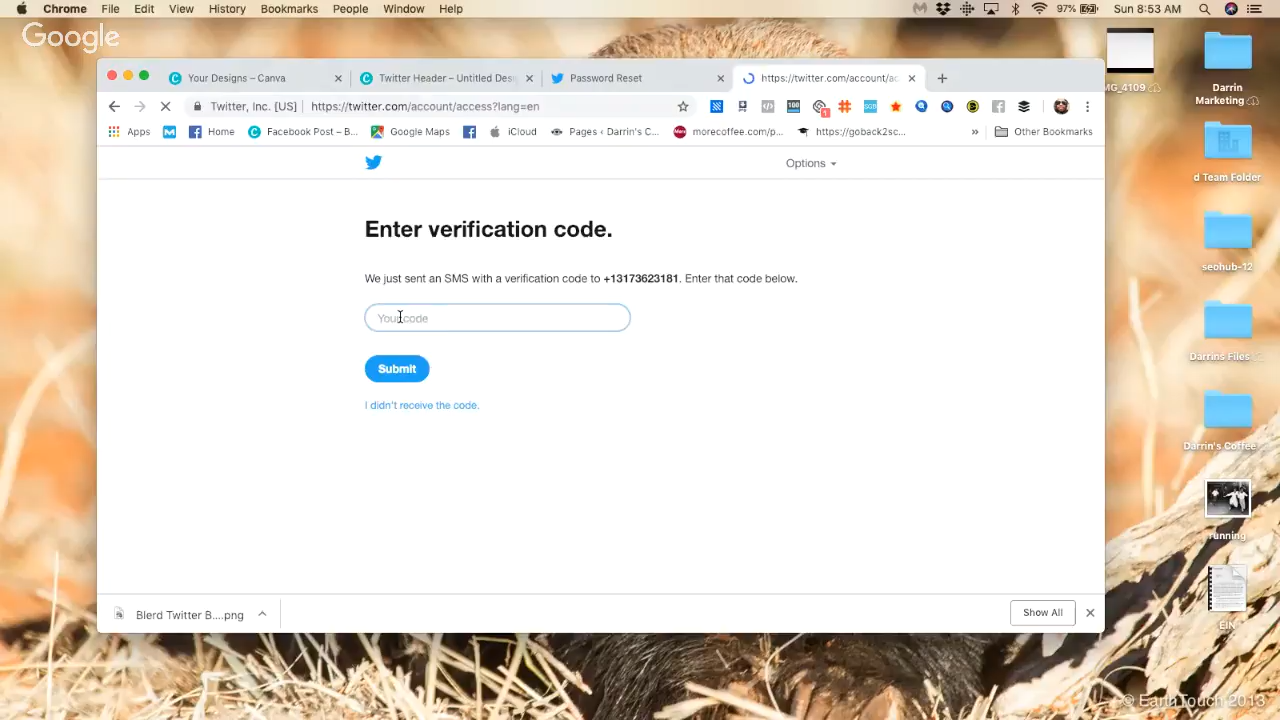 Chrome File Edit View History Bookmarks People Window Help 97% Sun 8:53 AM
Google
Your Designs – Canva
Twitter Header – Untitled Desi
Password Reset
https://twitter.com/account/ac
Twitter, Inc. [US] https://twitter.com/account/access?lang=en
Apps Home Facebook Post – B... Google Maps iCloud Pages ‹ Darrin's C... morecoffee.com/p... https://goback2sc... » Other Bookmarks
Options
Enter verification code.
We just sent an SMS with a verification code to +13173623181. Enter that code below.
Your code
Submit
I didn't receive the code.
Blerd Twitter B....png
Show All
MG_4109
Darrin
Marketing
d Team Folder
seohub-12
Darrins Files
Darrin's Coffee
running
EIN
© EarthTouch 2013